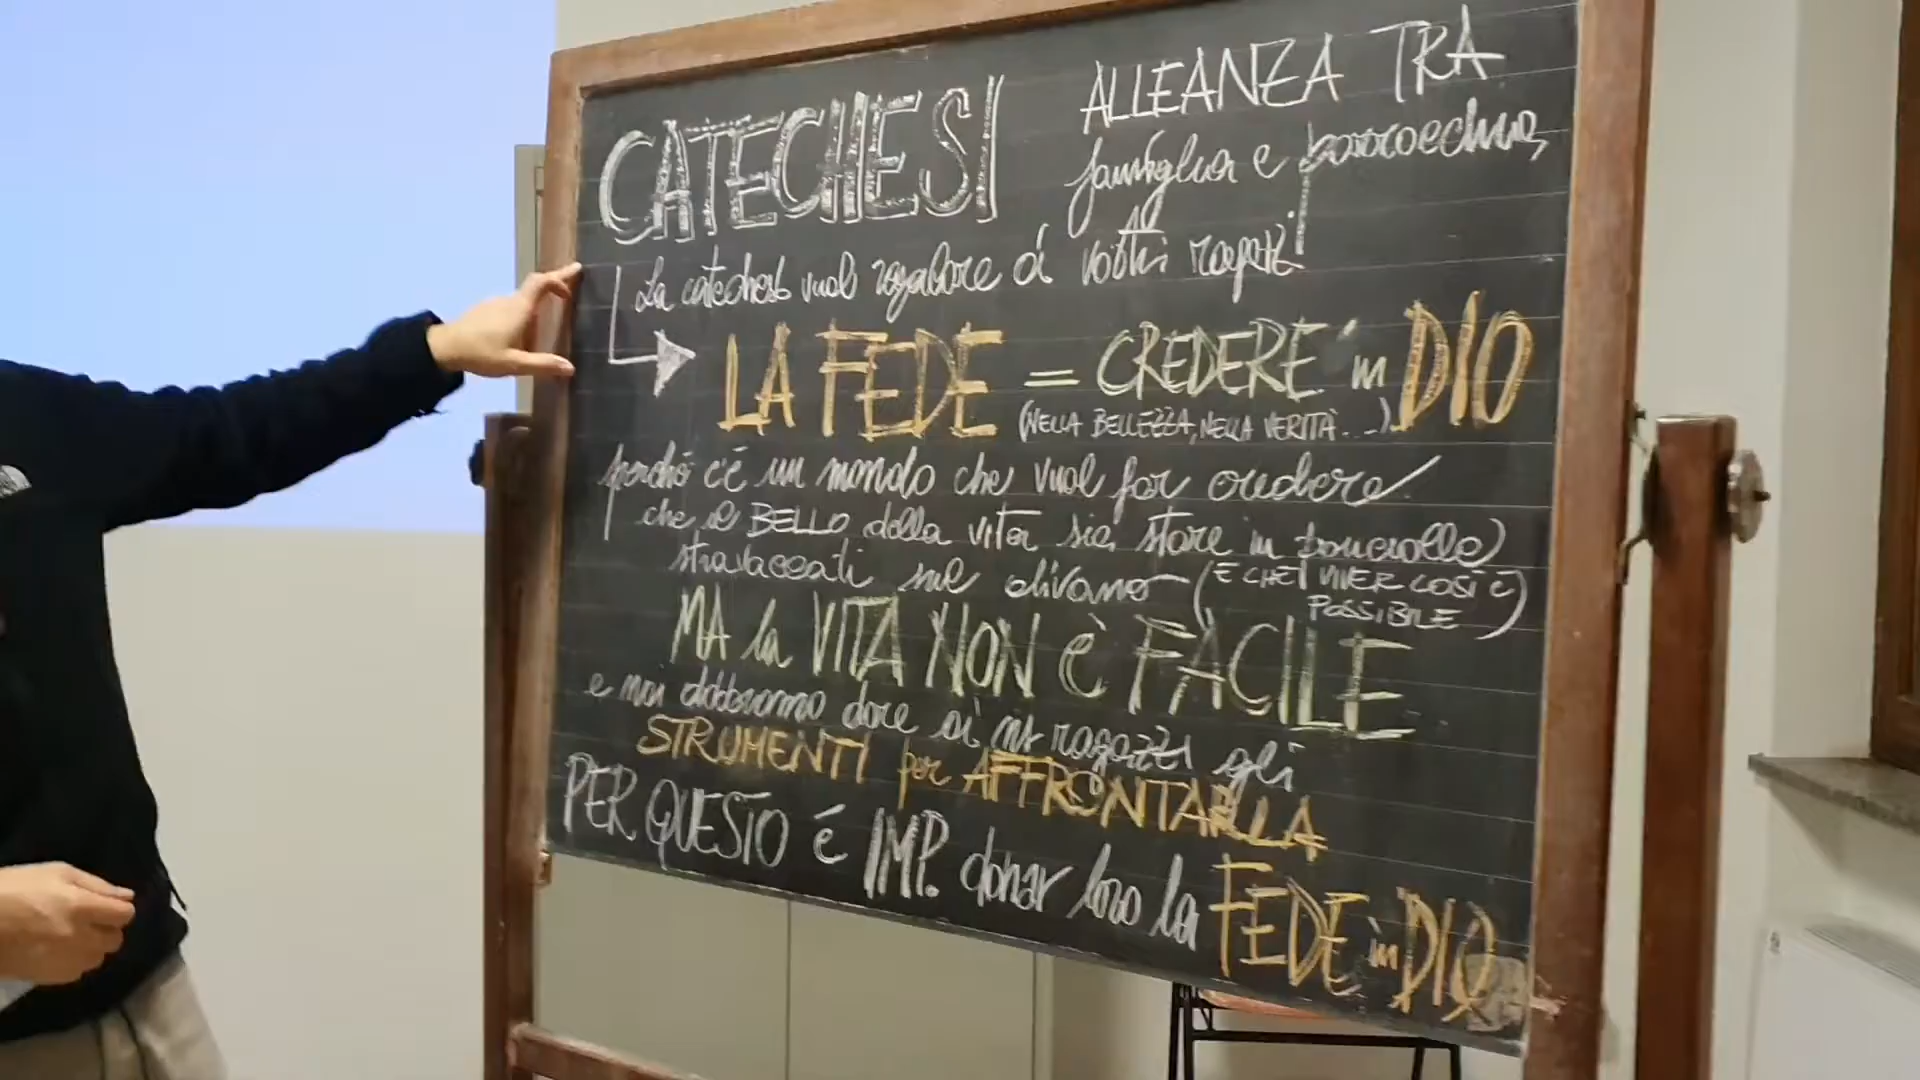 CATECHESI
ALLEANZA TRA
famiglia e parrocchia
La catechesi vuol regalare ai vostri ragazzi
LA FEDE = CREDERE in DIO
(NELLA BELLEZZA, NELLA VERITÀ...)
perché c'è un mondo che vuol far credere
che il BELLO della vita sia stare in panciolle
stravaccati sul divano (E CHE VIVER COSÌ È
POSSIBILE)
MA la VITA NON è FACILE
e noi dobbiamo dare ai ragazzi gli
STRUMENTI per AFFRONTARLA
PER QUESTO è IMP. donar loro la FEDE in DIO